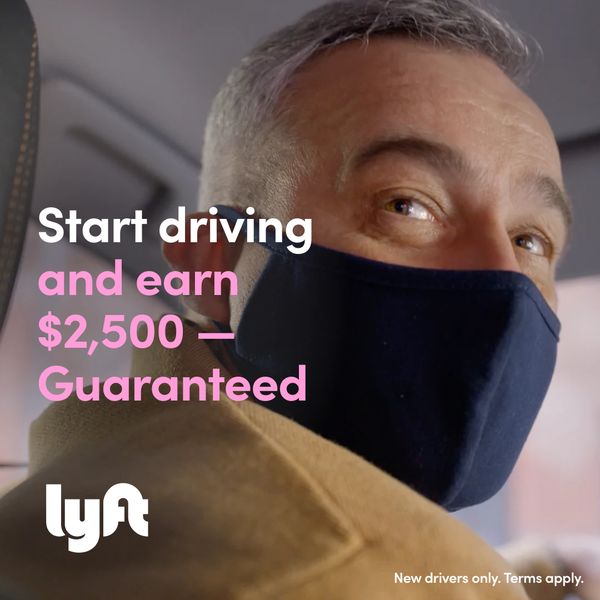 Start driving
and earn
$2,500 —
Guaranteed
lyft
New drivers only. Terms apply.